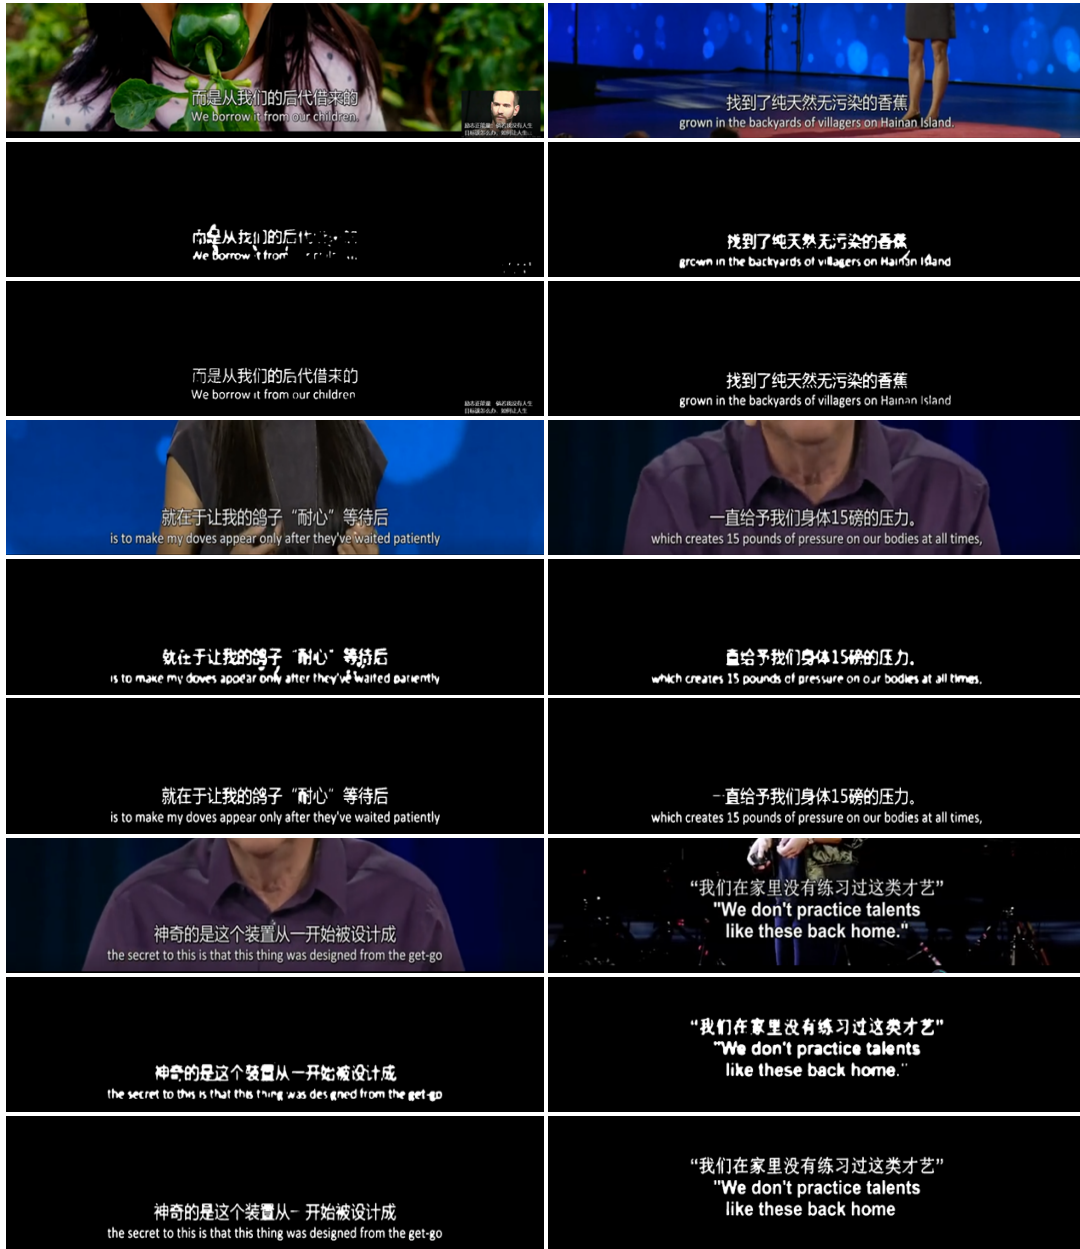 而是从我们的后代借来的
We borrow it from our children.
找到了纯天然无污染的香蕉
grown in the backyards of villagers on Hainan Island.
而是从我们的后代
We borrow it from
找到了纯天然无污染的香蕉
grown in the backyards of villagers on Hainan Island
而是从我们的后代借来的
We borrow it from our children
找到了纯天然无污染的香蕉
grown in the backyards of villagers on Hainan Island
就在于让我的鸽子“耐心”等待后
is to make my doves appear only after they've waited patiently
一直给予我们身体15磅的压力。
which creates 15 pounds of pressure on our bodies at all times,
就在于让我的鸽子“耐心”等待后
is to make my doves appear only after they've waited patiently
直给予我们身体15磅的压力。
which creates 15 pounds of pressure on our bodies at all times,
就在于让我的鸽子“耐心”等待后
is to make my doves appear only after they've waited patiently
一直给予我们身体15磅的压力。
which creates 15 pounds of pressure on our bodies at all times,
神奇的是这个装置从一开始被设计成
the secret to this is that this thing was designed from the get-go
“我们在家里没有练习过这类才艺”
"We don't practice talents
like these back home."
神奇的是这个装置从一开始被设计成
the secret to this is that this thing was designed from the get-go
“我们在家里没有练习过这类才艺”
"We don't practice talents
like these back home."
神奇的是这个装置从一开始被设计成
the secret to this is that this thing was designed from the get-go
“我们在家里没有练习过这类才艺”
"We don't practice talents
like these back home